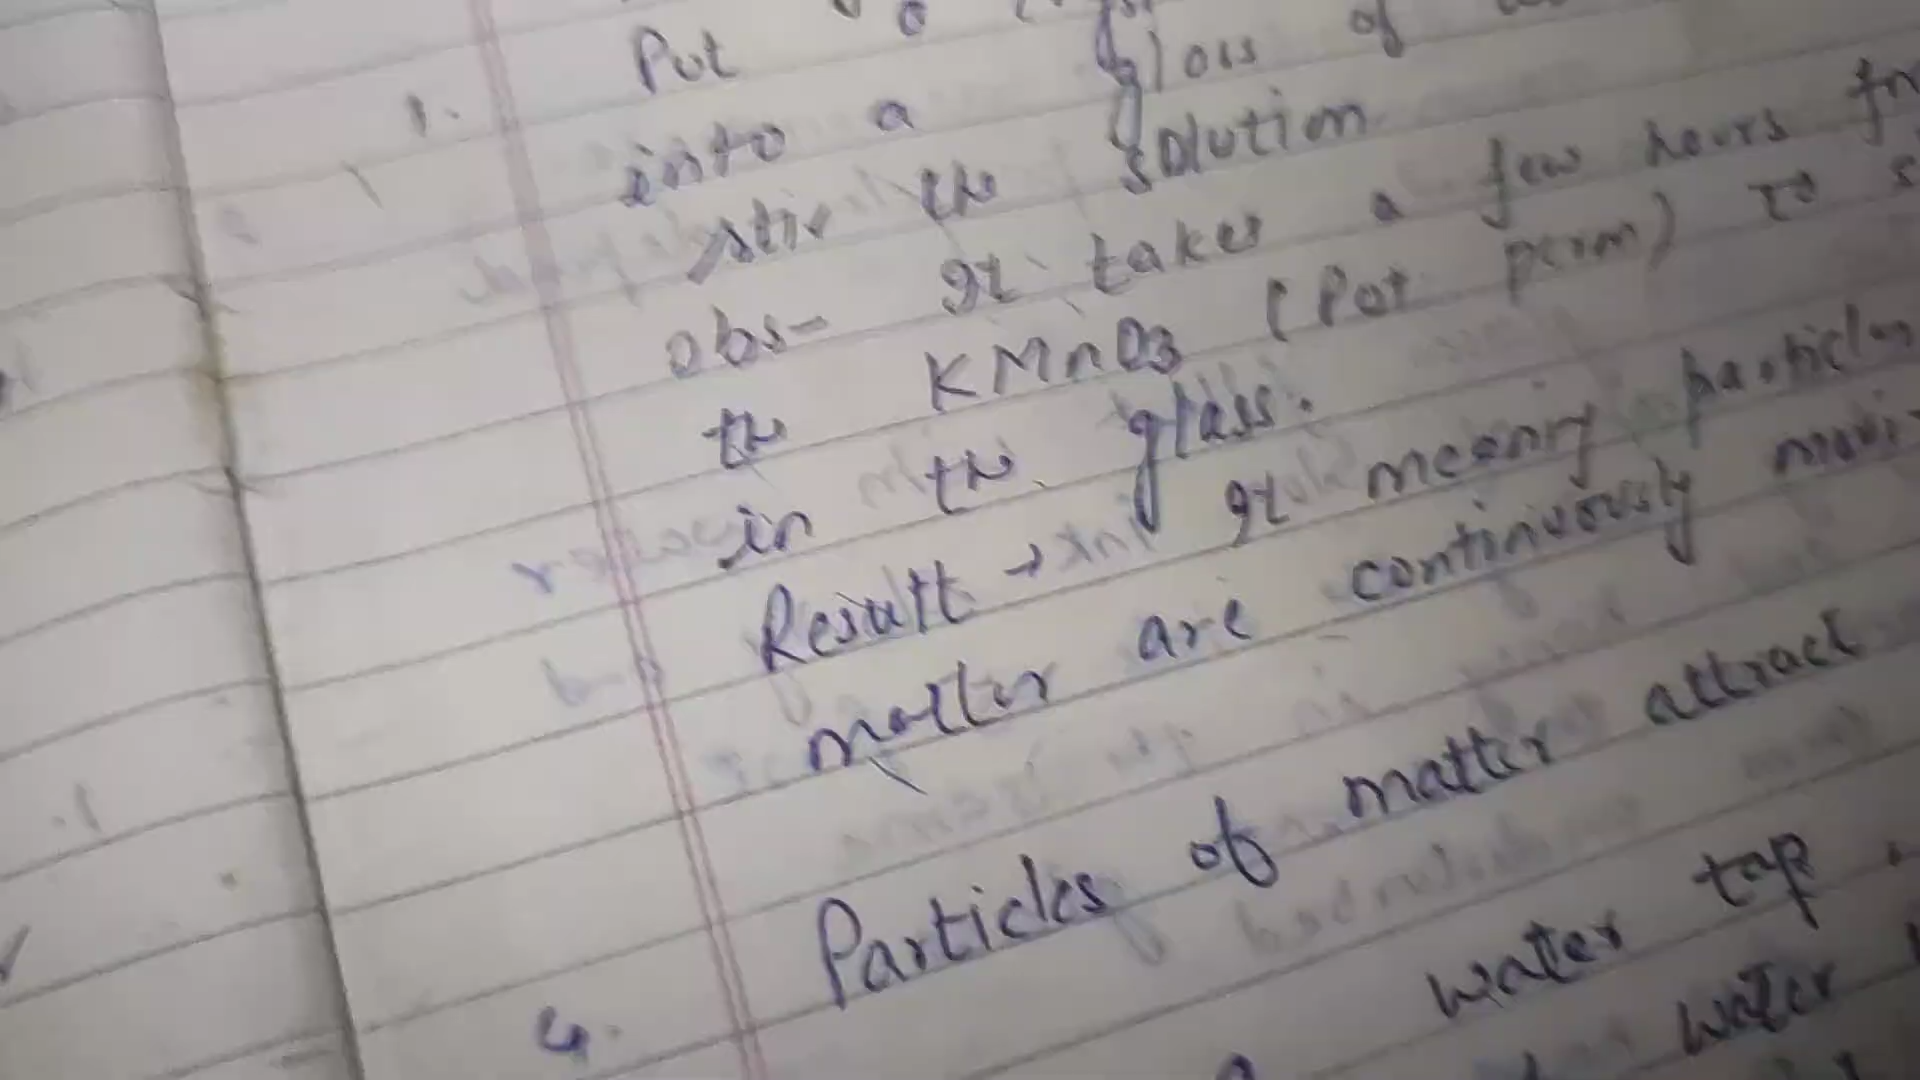 1. Put a
into a glass of
stir the solution
obs- It takes a few hours
the KMnO3 (Pot perm) to
in the glass.
Result → It meany particles
matter are continuously
4. Particles of matter attract
water tap
water